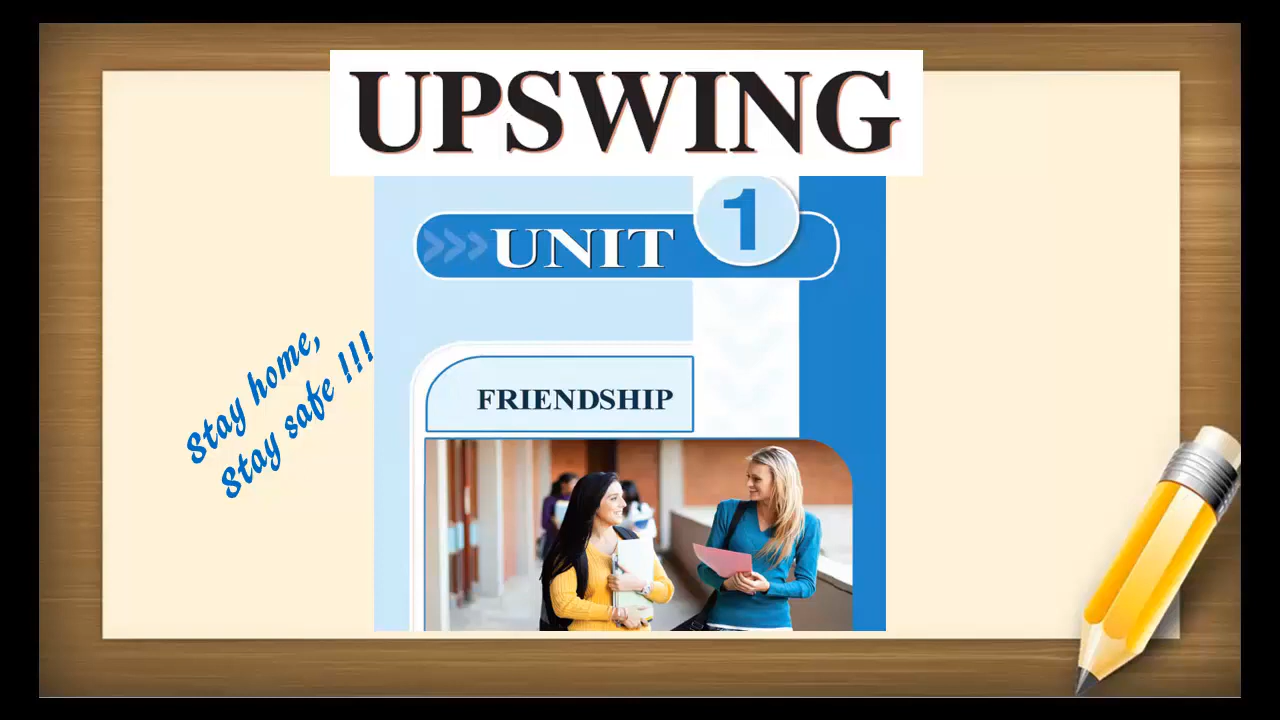 UPSWING
1
UNIT
Stay home,
Stay safe !!!
FRIENDSHIP